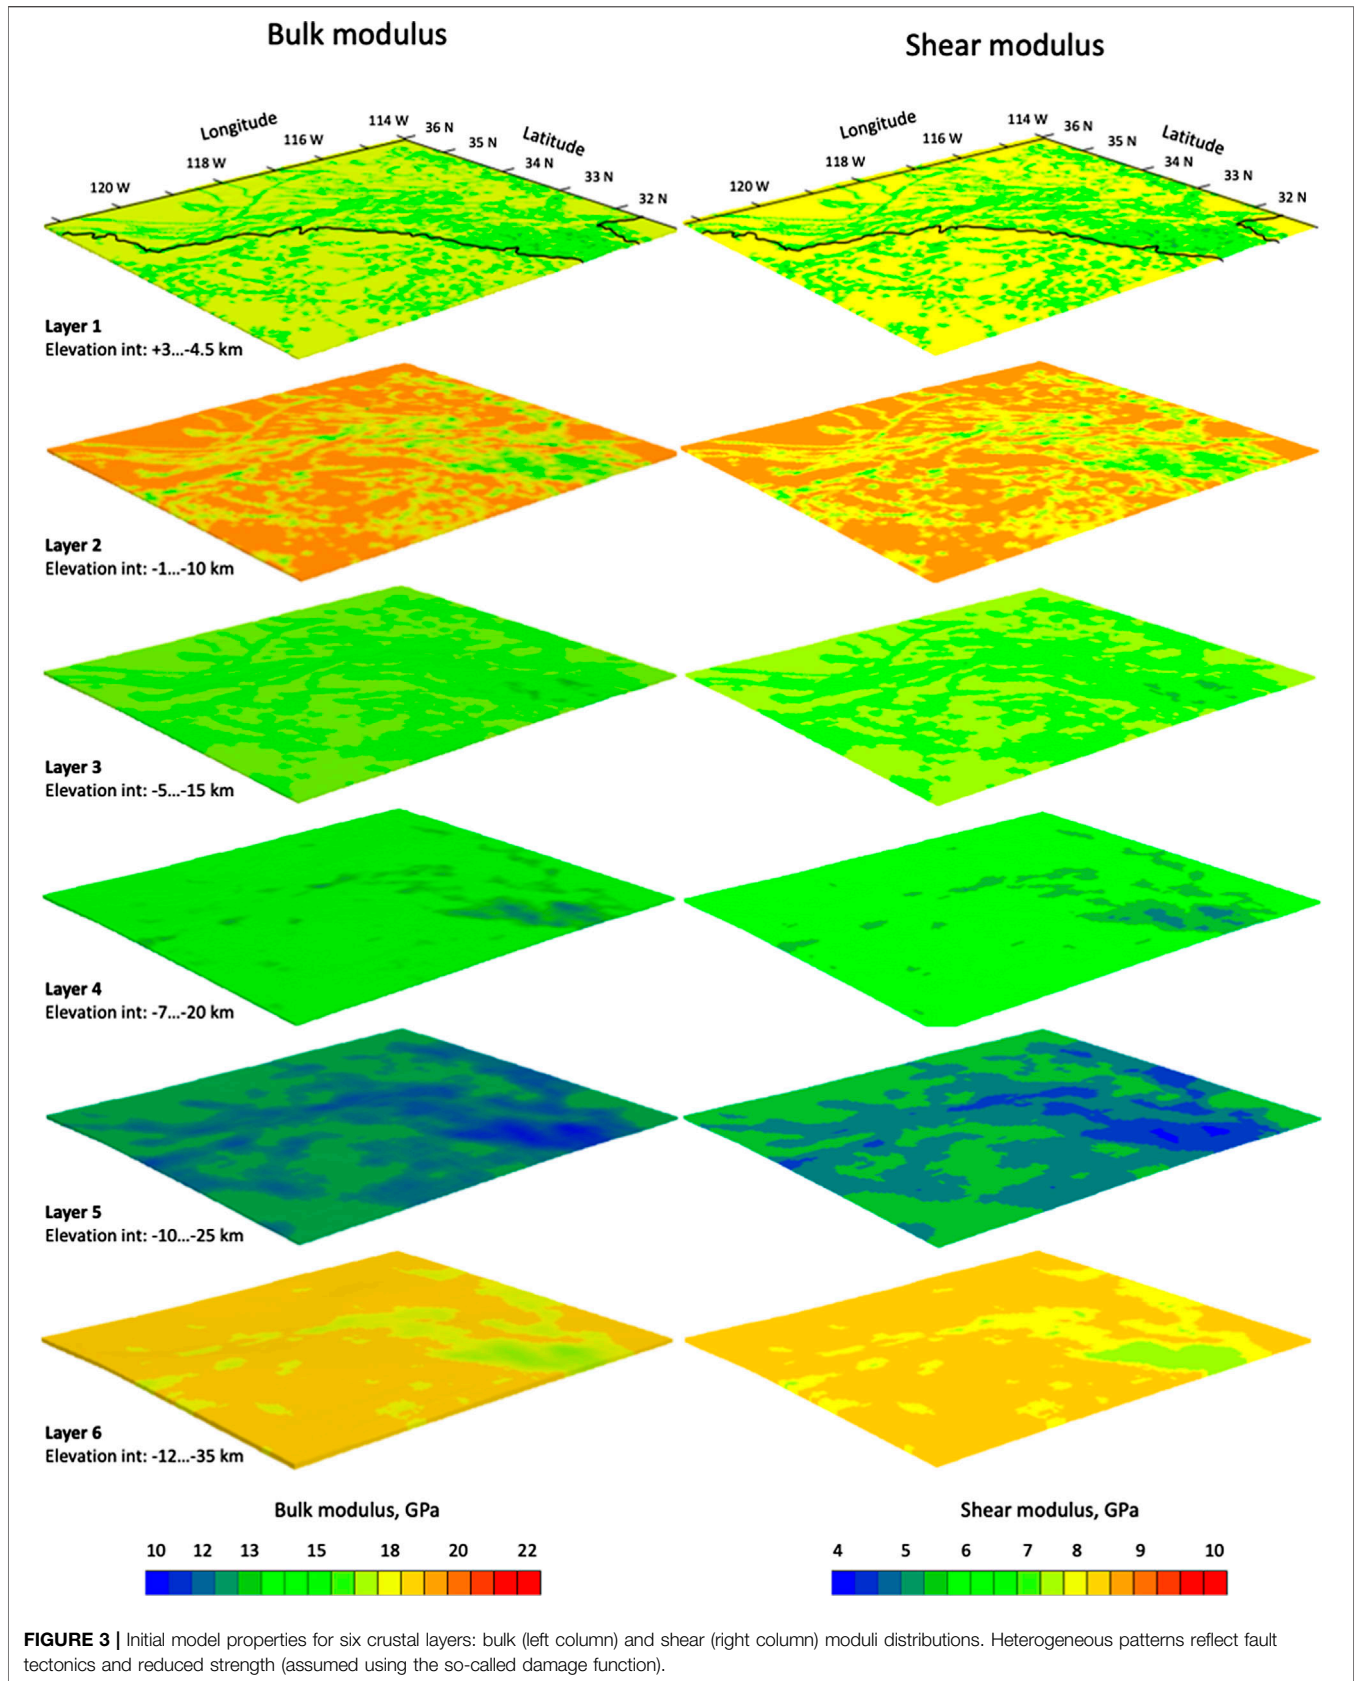 Bulk modulus
Shear modulus
Longitude
Latitude
120 W
118 W
116 W
114 W
36 N
35 N
34 N
33 N
32 N
Longitude
Latitude
120 W
118 W
116 W
114 W
36 N
35 N
34 N
33 N
32 N
Layer 1
Elevation int: +3...-4.5 km
Layer 2
Elevation int: -1...-10 km
Layer 3
Elevation int: -5...-15 km
Layer 4
Elevation int: -7...-20 km
Layer 5
Elevation int: -10...-25 km
Layer 6
Elevation int: -12...-35 km
Bulk modulus, GPa
10 12 13 15 18 20 22
Shear modulus, GPa
4 5 6 7 8 9 10
FIGURE 3 | Initial model properties for six crustal layers: bulk (left column) and shear (right column) moduli distributions. Heterogeneous patterns reflect fault
tectonics and reduced strength (assumed using the so-called damage function).